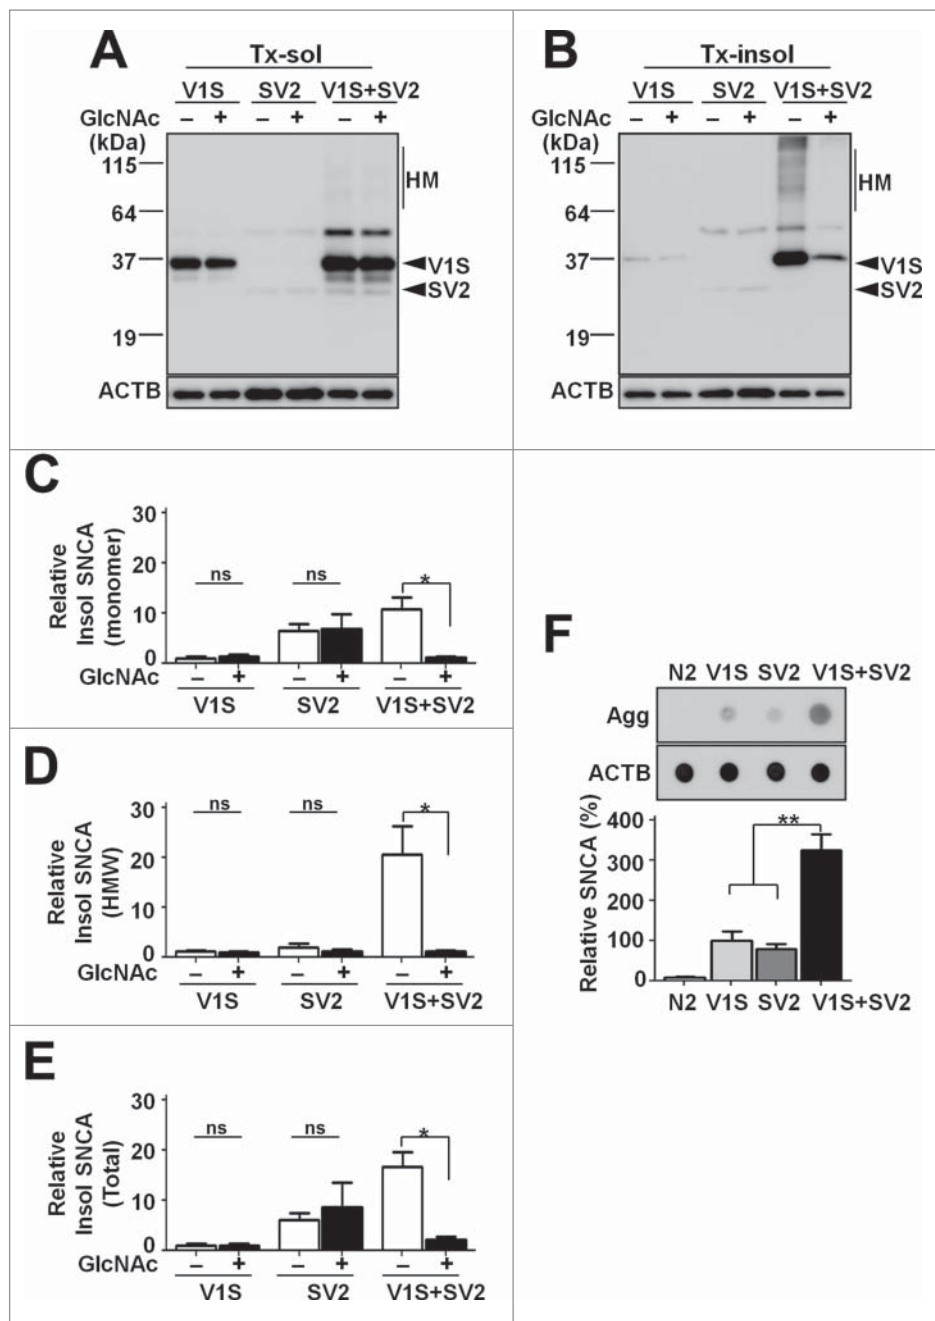 A
Tx-sol
V1S SV2 V1S+SV2
GlcNAc – + – + – +
(kDa)
115
HM
64
37
V1S
SV2
19
ACTB
B
Tx-insol
V1S SV2 V1S+SV2
GlcNAc – + – + – +
(kDa)
115
HM
64
37
V1S
SV2
19
ACTB
C
Relative
Insol SNCA
(monomer)
30
20
10
0
ns ns *
GlcNAc – + – + – +
V1S SV2 V1S+SV2
D
Relative
Insol SNCA
(HMW)
30
20
10
0
ns ns *
GlcNAc – + – + – +
V1S SV2 V1S+SV2
E
Relative
Insol SNCA
(Total)
30
20
10
0
ns ns *
GlcNAc – + – + – +
V1S SV2 V1S+SV2
F
N2 V1S SV2 V1S+SV2
Agg
ACTB
Relative SNCA (%)
400
300
200
100
0
**
N2 V1S SV2 V1S+SV2